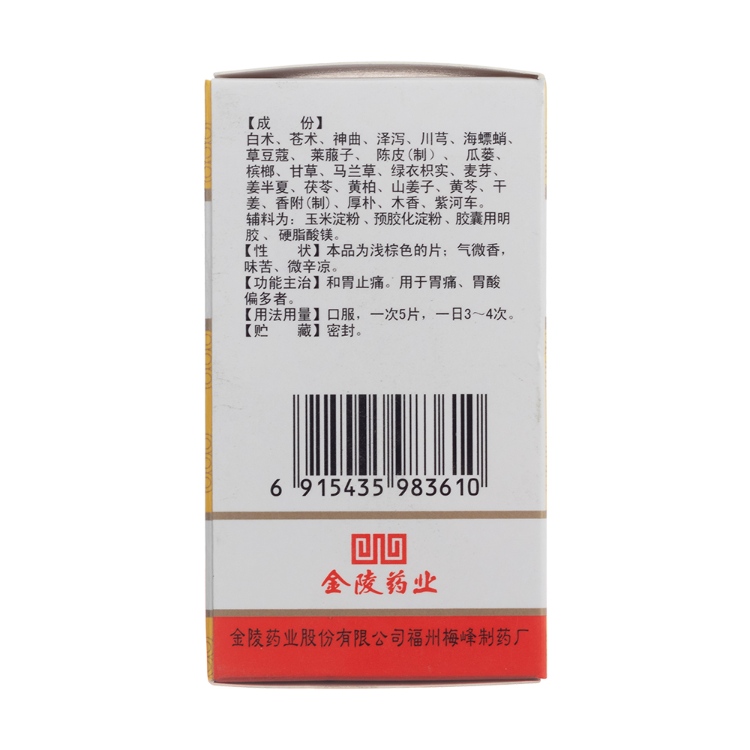 【成　份】
白术、苍术、神曲、泽泻、川芎、海螵蛸、
草豆蔻、莱菔子、陈皮(制)、瓜蒌、
槟榔、甘草、马兰草、绿衣枳实、麦芽、
姜半夏、茯苓、黄柏、山姜子、黄芩、干
姜、香附(制)、厚朴、木香、紫河车。
辅料为：玉米淀粉、预胶化淀粉、胶囊用明
胶、硬脂酸镁。
【性　状】本品为浅棕色的片；气微香，
味苦、微辛凉。
【功能主治】和胃止痛。用于胃痛、胃酸
偏多者。
【用法用量】口服，一次5片，一日3～4次。
【贮　藏】密封。
6 915435 983610
金陵药业
金陵药业股份有限公司福州梅峰制药厂